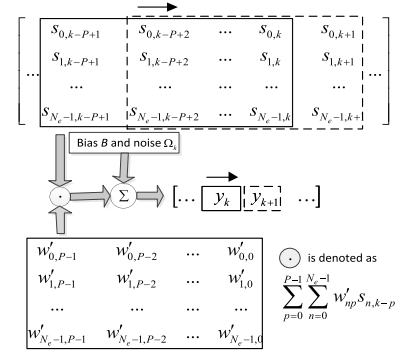 s_{0,k-P+1} s_{0,k-P+2} ... s_{0,k} s_{0,k+1}
s_{1,k-P+1} s_{1,k-P+2} ... s_{1,k} s_{1,k+1}
... ... ... ... ... ...
s_{N_e-1,k-P+1} s_{N_e-1,k-P+2} ... s_{N_e-1,k} s_{N_e-1,k+}
Bias B and noise Ω_k
· Σ [... y_k y_{k+1} ...]
w'_{0,P-1} w'_{0,P-2} ... w'_{0,0}
w'_{1,P-1} w'_{1,P-2} ... w'_{1,0}
... ... ... ...
w'_{N_e-1,P-1} w'_{N_e-1,P-2} ... w'_{N_e-1,0}
· is denoted as
\sum_{p=0}^{P-1} \sum_{n=0}^{N_e-1} w'_{np} s_{n,k-p}